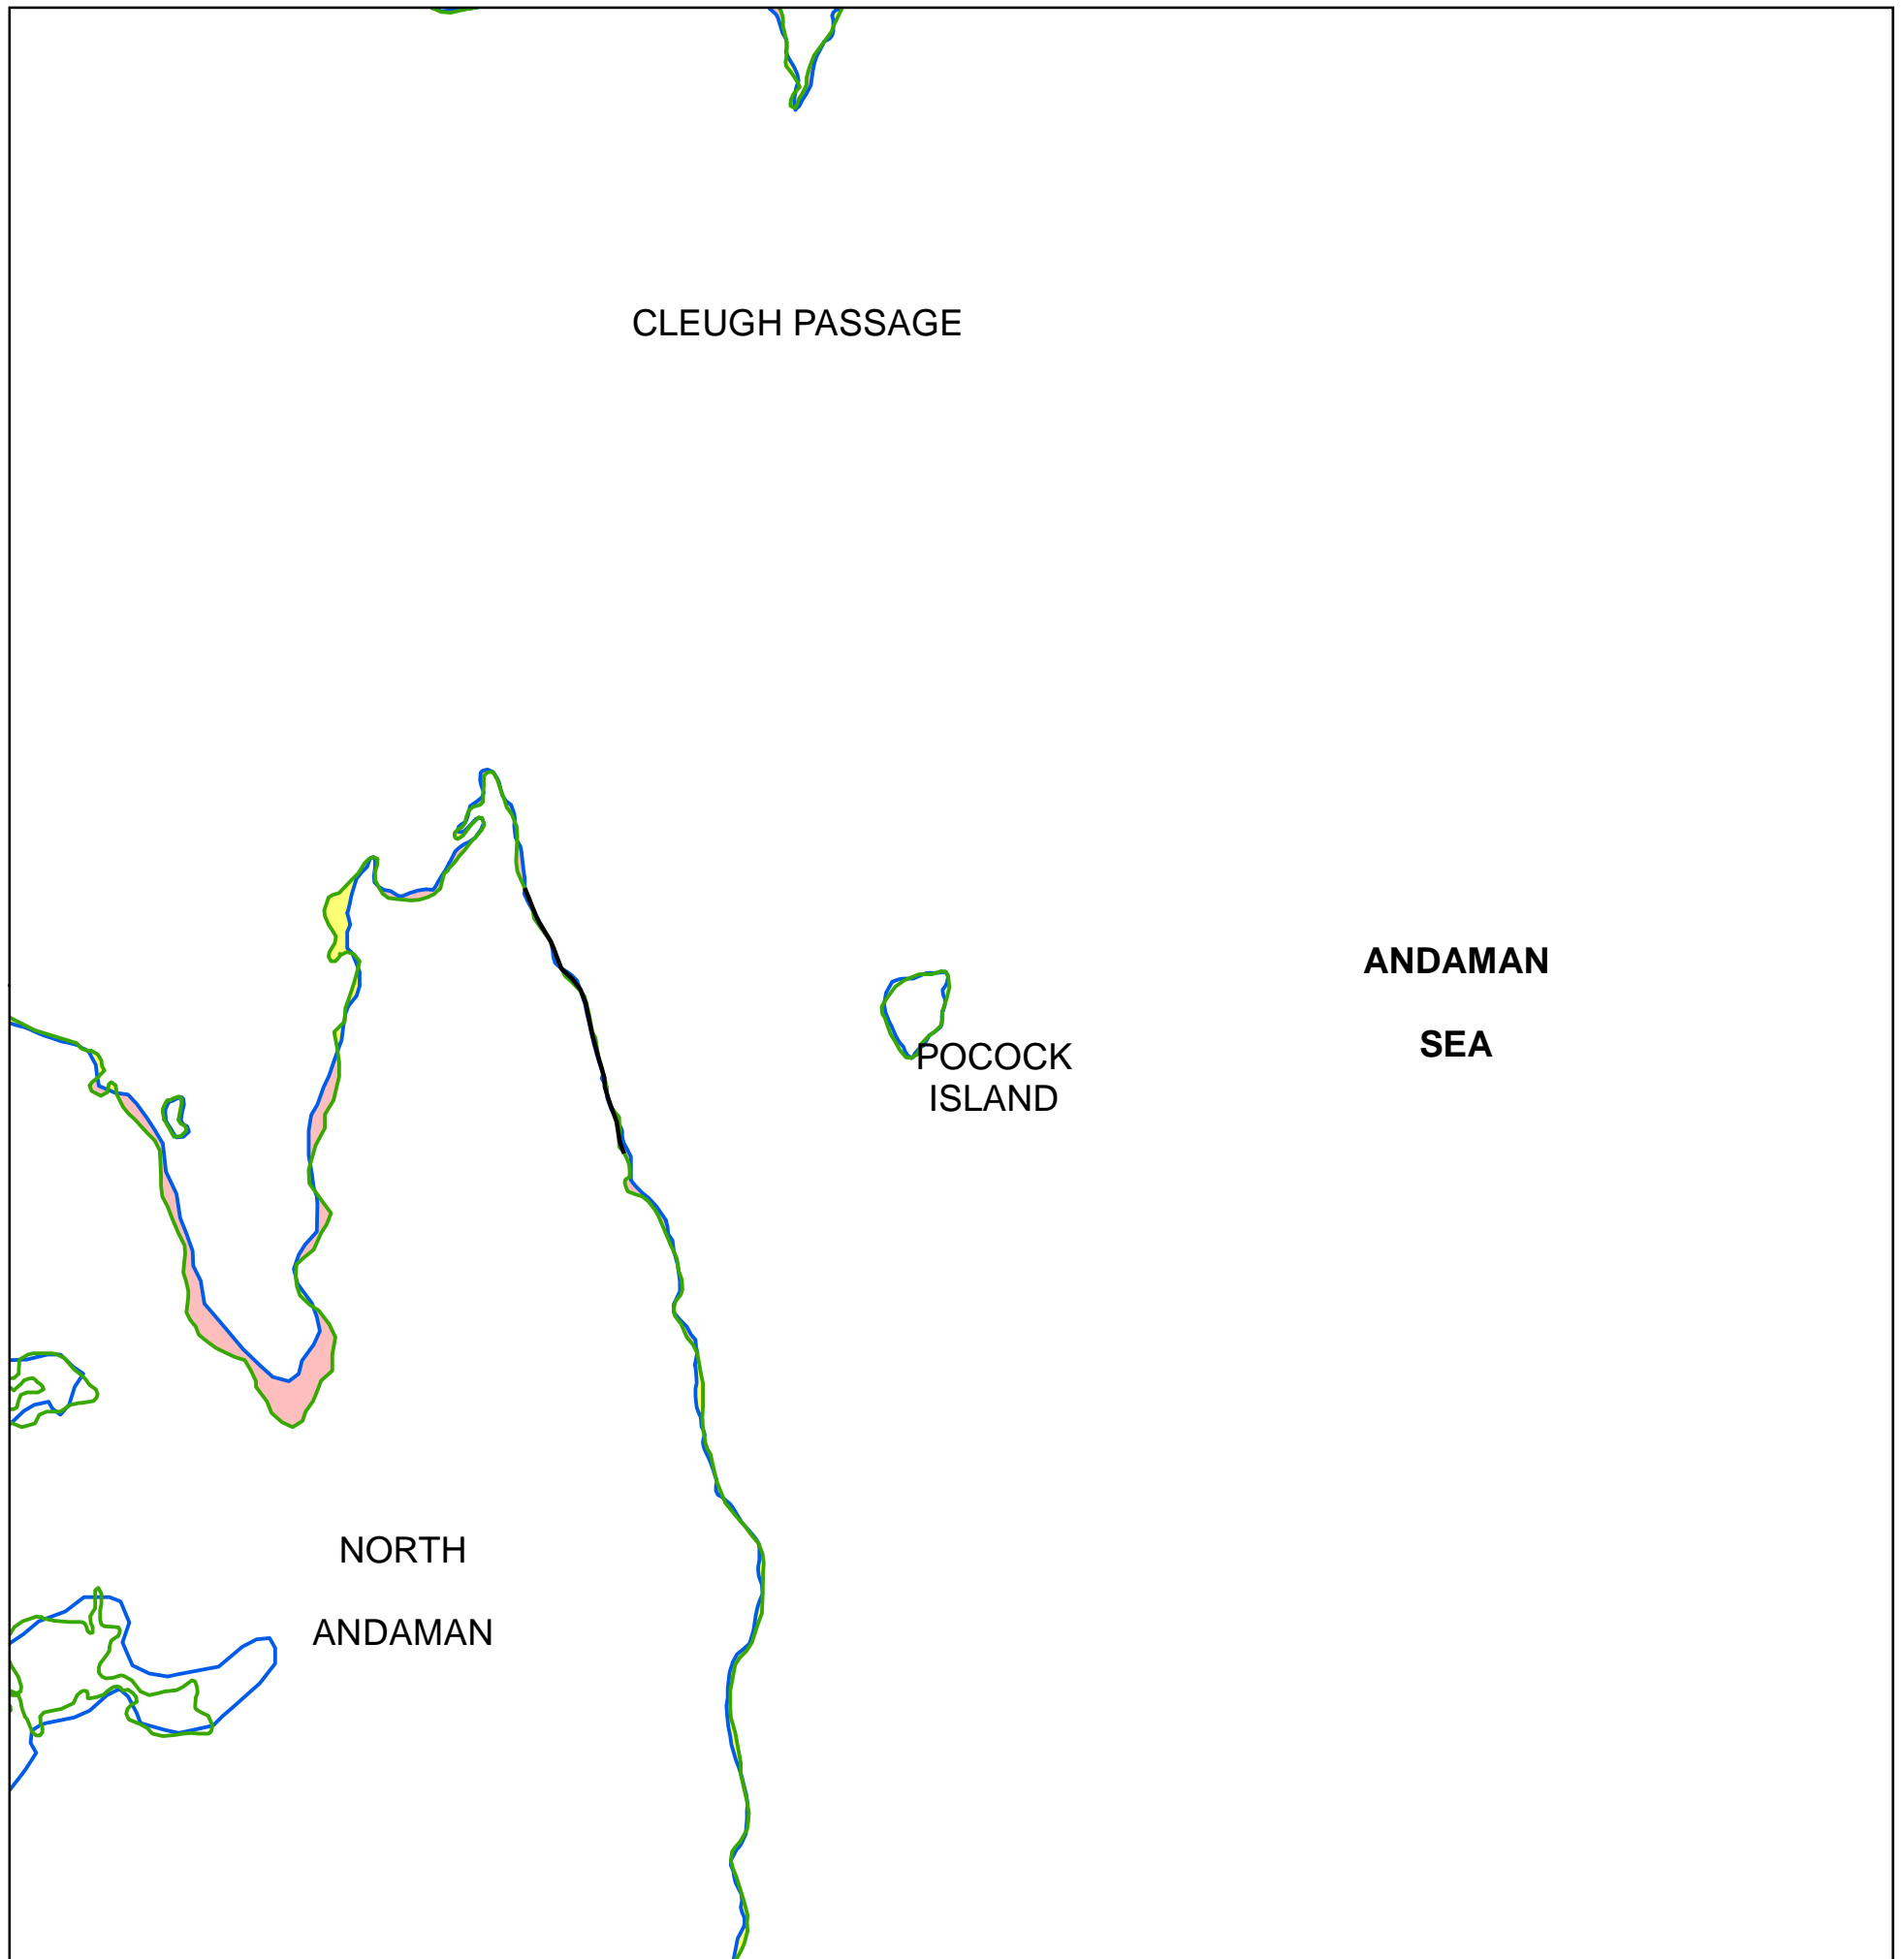 CLEUGH PASSAGE
ANDAMAN
SEA
POCOCK
ISLAND
NORTH
ANDAMAN